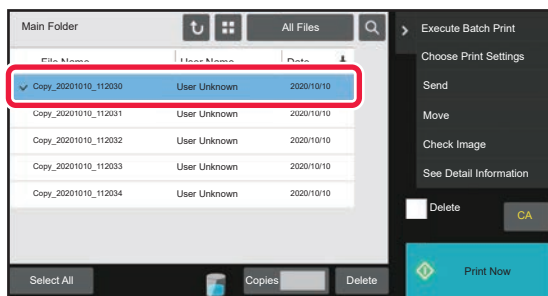 Main Folder
All Files
Execute Batch Print
Choose Print Settings
File Name User Name Date
Send
Copy_20201010_112030 User Unknown 2020/10/10
Move
Copy_20201010_112031 User Unknown 2020/10/10
Check Image
Copy_20201010_112032 User Unknown 2020/10/10
See Detail Information
Copy_20201010_112033 User Unknown 2020/10/10
Copy_20201010_112034 User Unknown 2020/10/10
Delete
CA
Select All
Copies
Delete
Print Now